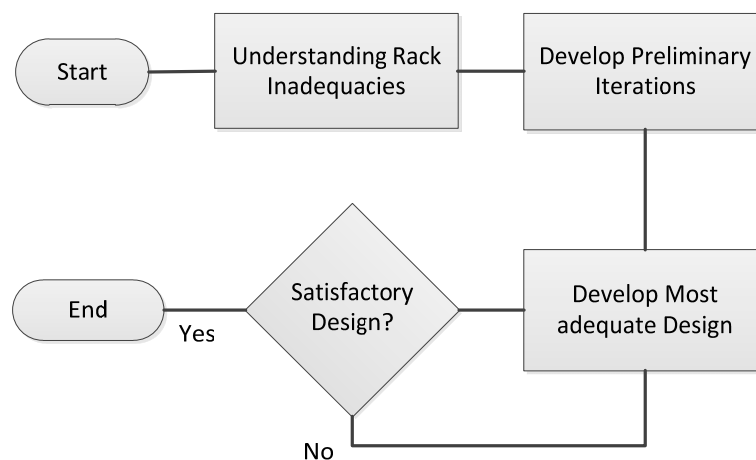 Start
Understanding Rack
Inadequacies
Develop Preliminary
Iterations
Develop Most
adequate Design
Satisfactory
Design?
Yes
End
No